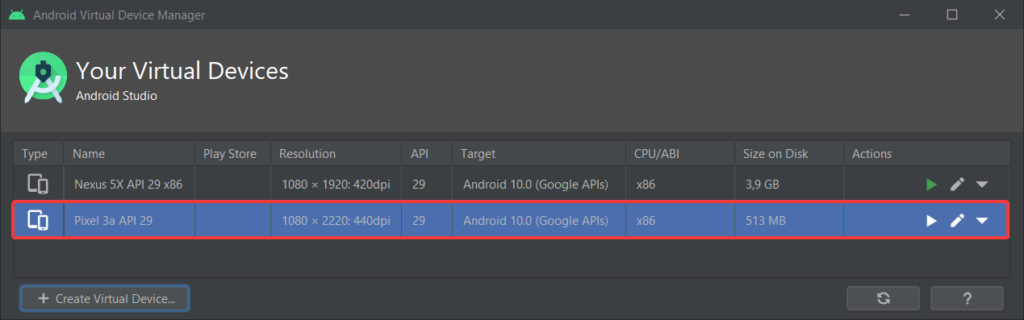 Android Virtual Device Manager
Your Virtual Devices
Android Studio
Type Name Play Store Resolution API Target CPU/ABI Size on Disk Actions
Nexus 5X API 29 x86 1080 × 1920: 420dpi 29 Android 10.0 (Google APIs) x86 3,9 GB
Pixel 3a API 29 1080 × 2220: 440dpi 29 Android 10.0 (Google APIs) x86 513 MB
+ Create Virtual Device...
?